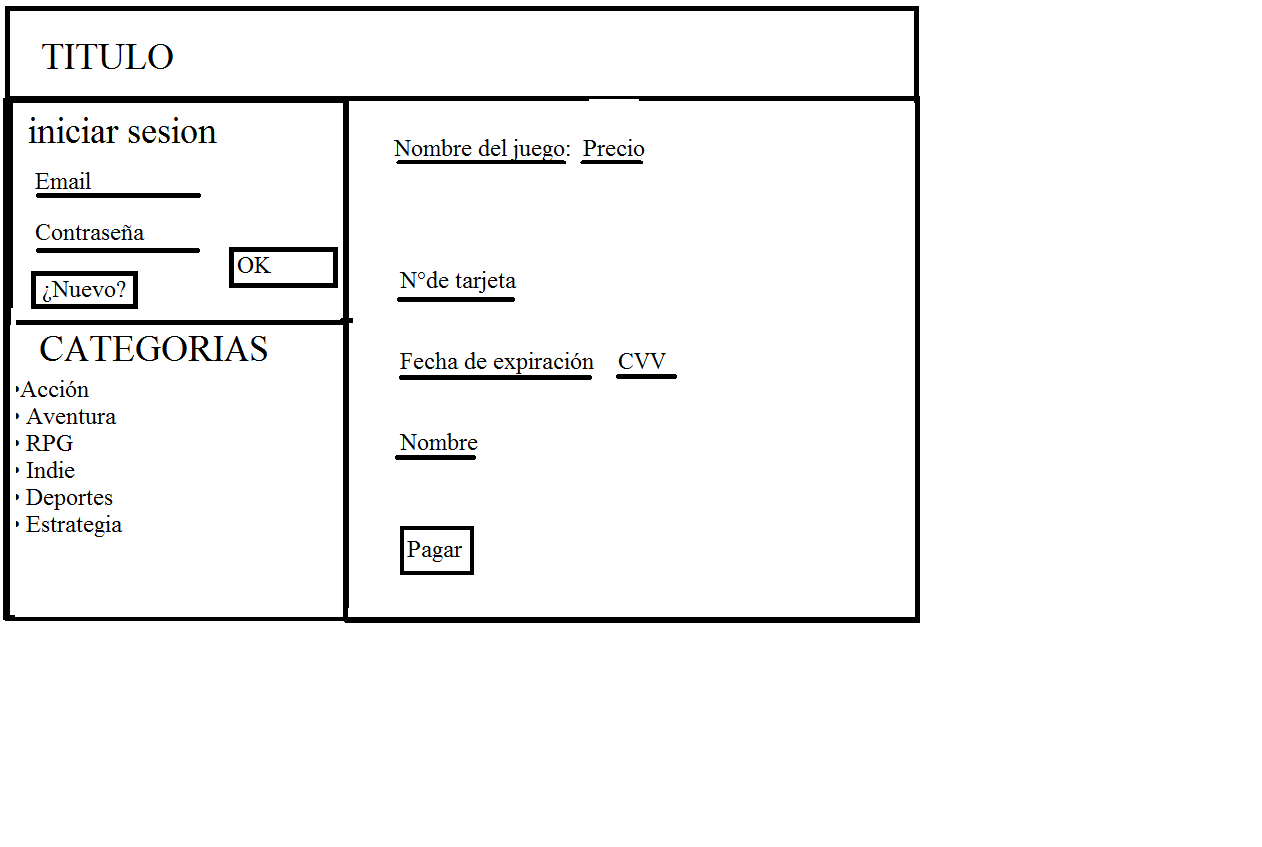 TITULO
iniciar sesion
Email
Contraseña
OK
¿Nuevo?
CATEGORIAS
·Acción
· Aventura
· RPG
· Indie
· Deportes
· Estrategia
Nombre del juego: Precio
N°de tarjeta
Fecha de expiración CVV
Nombre
Pagar